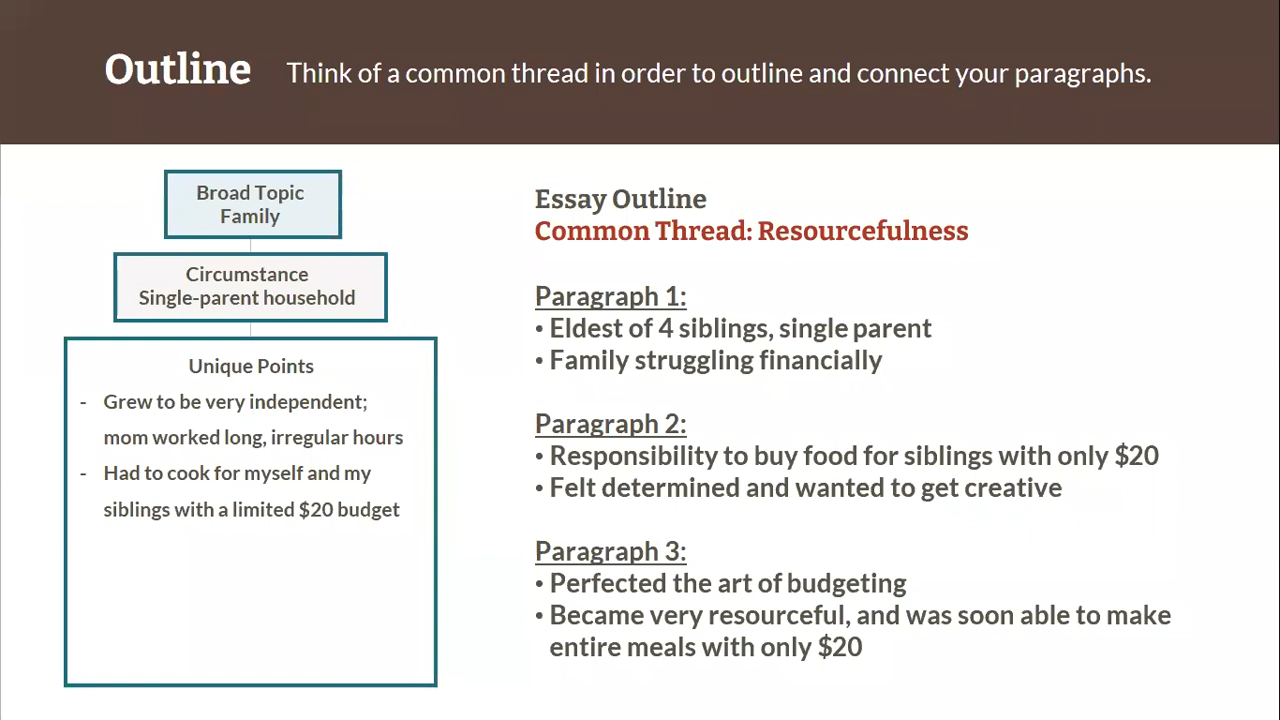 Outline Think of a common thread in order to outline and connect your paragraphs.
Broad Topic
Family
Circumstance
Single-parent household
Unique Points
- Grew to be very independent;
mom worked long, irregular hours
- Had to cook for myself and my
siblings with a limited $20 budget
Essay Outline
Common Thread: Resourcefulness
Paragraph 1:
• Eldest of 4 siblings, single parent
• Family struggling financially
Paragraph 2:
• Responsibility to buy food for siblings with only $20
• Felt determined and wanted to get creative
Paragraph 3:
• Perfected the art of budgeting
• Became very resourceful, and was soon able to make
entire meals with only $20